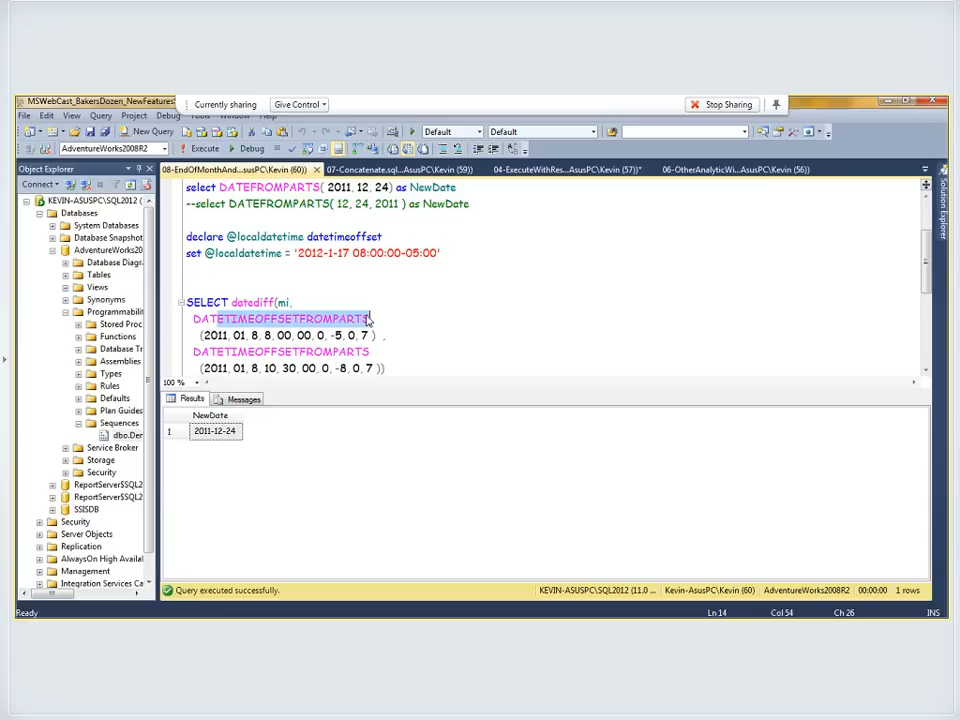 MSWebCast_BakersDozen_NewFeatures
Currently sharing
Give Control
Stop Sharing
File Edit View Query Project Debug Tools Window Help
New Query
Default
Default
AdventureWorks2008R2
Execute
Debug
Object Explorer
08-EndOfMonthAnd...susPC\Kevin (60))
07-Concatenate.sql...AsusPC\Kevin (59))
04-ExecuteWithRes...AsusPC\Kevin (57))*
06-OtherAnalyticWi...AsusPC\Kevin (56))
Solution Explorer
Connect
KEVIN-ASUSPC\SQL2012 (
Databases
System Databases
Database Snapshot
AdventureWorks20
Database Diagr
Tables
Views
Synonyms
Programmabili
Stored Proc
Functions
Database Tr
Assemblies
Types
Rules
Defaults
Plan Guides
Sequences
dbo.Der
Service Broker
Storage
Security
ReportServer$SQL2
ReportServer$SQL2
SSISDB
Security
Server Objects
Replication
AlwaysOn High Availal
Management
Integration Services Ca
select DATEFROMPARTS( 2011, 12, 24) as NewDate
--select DATEFROMPARTS( 12, 24, 2011 ) as NewDate
declare @localdatetime datetimeoffset
set @localdatetime = '2012-1-17 08:00:00-05:00'
SELECT datediff(mi,
DATETIMEOFFSETFROMPARTS
(2011, 01, 8, 8, 00, 00, 0, -5, 0, 7 ) ,
DATETIMEOFFSETFROMPARTS
(2011, 01, 8, 10, 30, 00, 0, -8, 0, 7 ))
100 %
Results
Messages
NewDate
1 2011-12-24
Query executed successfully.
KEVIN-ASUSPC\SQL2012 (11.0 ...
Kevin-AsusPC\Kevin (60)
AdventureWorks2008R2
00:00:00
1 rows
Ready
Ln 14
Col 54
Ch 26
INS